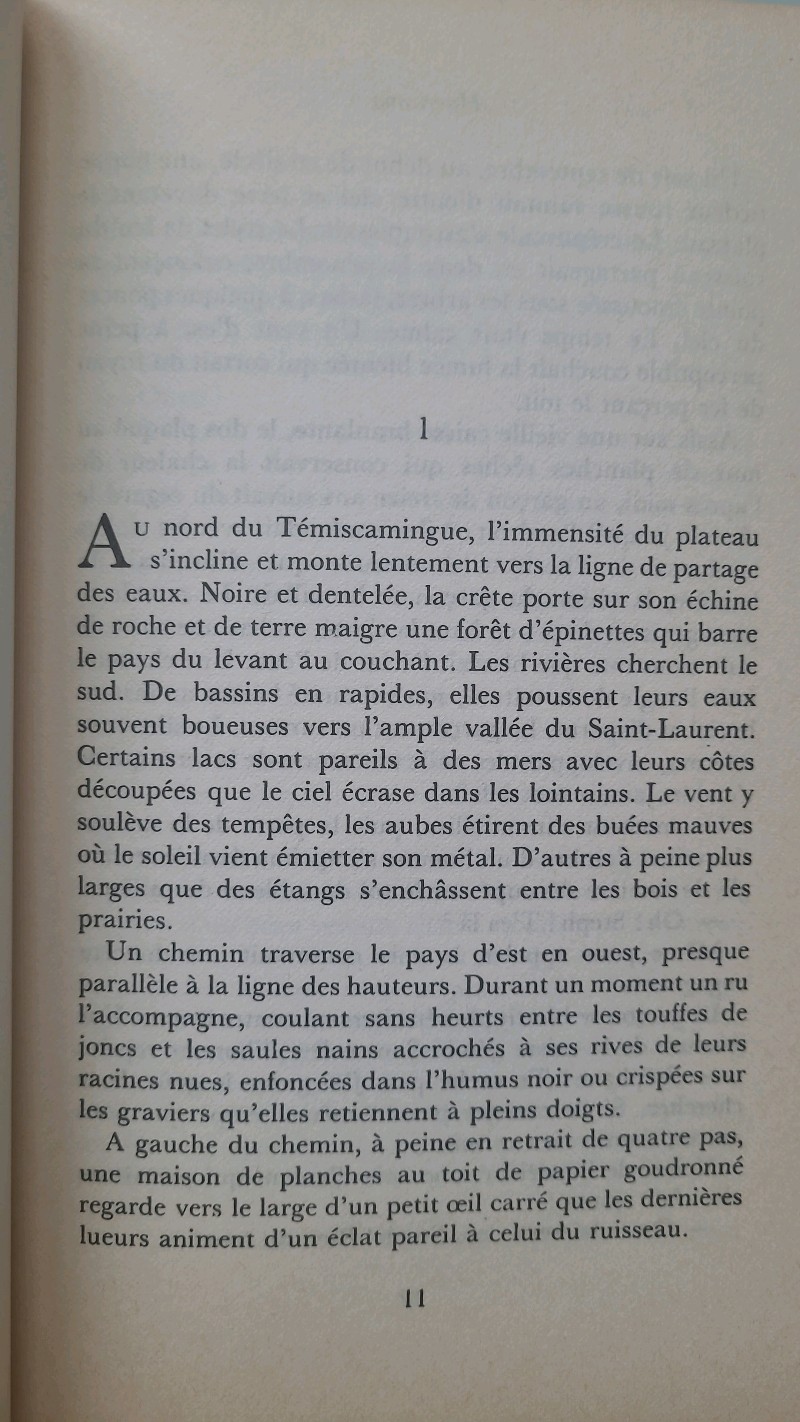 1
AU nord du Témiscamingue, l'immensité du plateau
s'incline et monte lentement vers la ligne de partage
des eaux. Noire et dentelée, la crête porte sur son échine
de roche et de terre maigre une forêt d'épinettes qui barre
le pays du levant au couchant. Les rivières cherchent le
sud. De bassins en rapides, elles poussent leurs eaux
souvent boueuses vers l'ample vallée du Saint-Laurent.
Certains lacs sont pareils à des mers avec leurs côtes
découpées que le ciel écrase dans les lointains. Le vent y
soulève des tempêtes, les aubes étirent des buées mauves
où le soleil vient émietter son métal. D'autres à peine plus
larges que des étangs s'enchâssent entre les bois et les
prairies.
Un chemin traverse le pays d'est en ouest, presque
parallèle à la ligne des hauteurs. Durant un moment un ru
l'accompagne, coulant sans heurts entre les touffes de
joncs et les saules nains accrochés à ses rives de leurs
racines nues, enfoncées dans l'humus noir ou crispées sur
les graviers qu'elles retiennent à pleins doigts.
A gauche du chemin, à peine en retrait de quatre pas,
une maison de planches au toit de papier goudronné
regarde vers le large d'un petit œil carré que les dernières
lueurs animent d'un éclat pareil à celui du ruisseau.
11